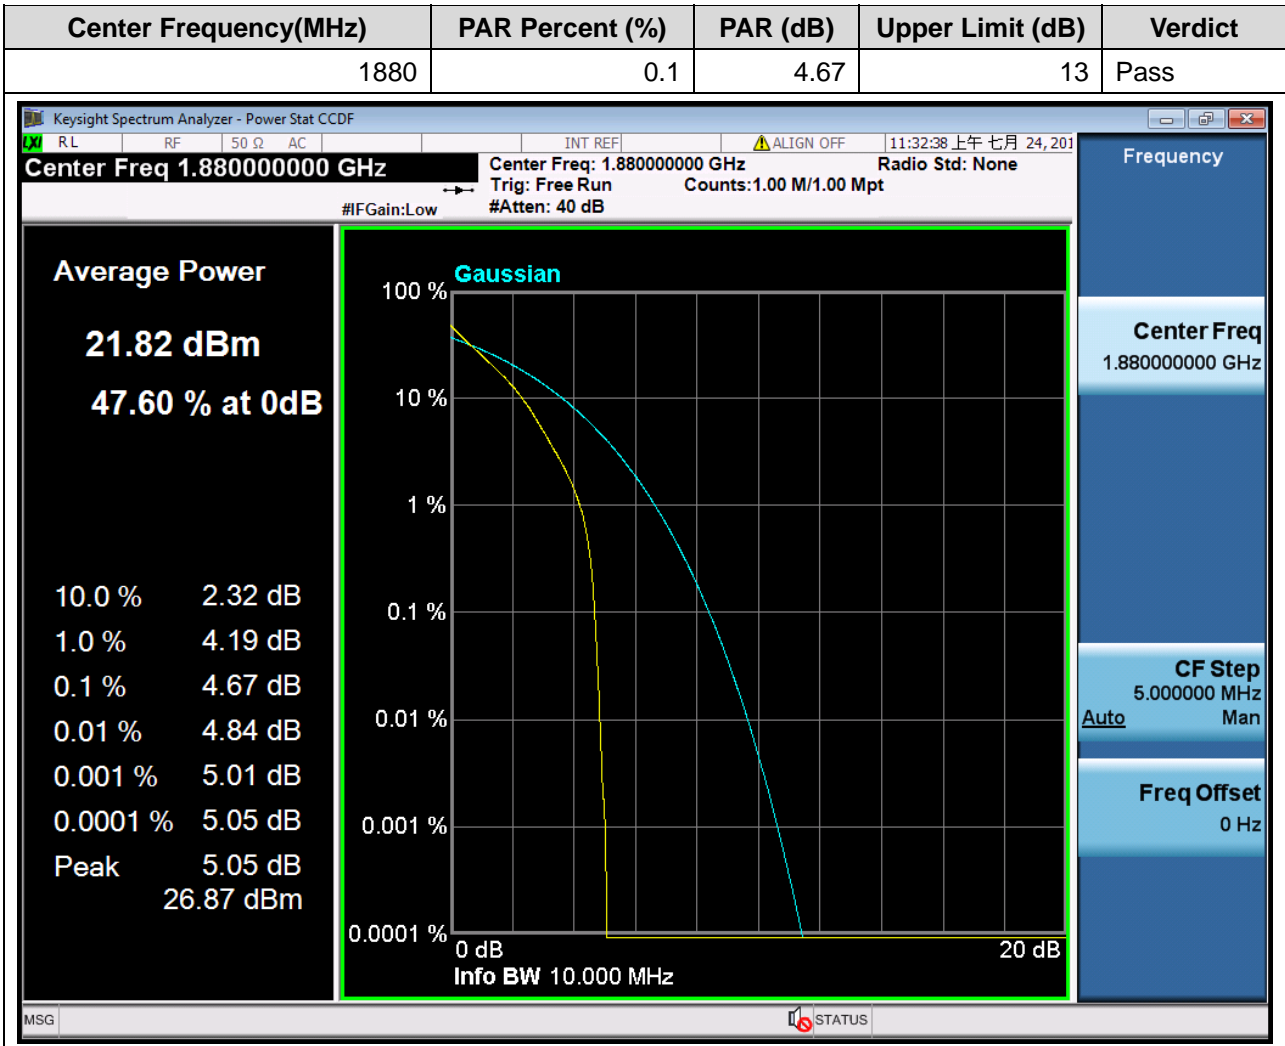 Center Frequency(MHz) PAR Percent (%) PAR (dB) Upper Limit (dB) Verdict
1880 0.1 4.67 13 Pass
Keysight Spectrum Analyzer - Power Stat CCDF
LXI RL RF 50 Ω AC INT REF ALIGN OFF 11:32:38 上午 七月 24, 201
Center Freq 1.880000000 GHz
#IFGain:Low
Center Freq: 1.880000000 GHz Radio Std: None
Trig: Free Run Counts:1.00 M/1.00 Mpt
#Atten: 40 dB
Average Power
21.82 dBm
47.60 % at 0dB
10.0 % 2.32 dB
1.0 % 4.19 dB
0.1 % 4.67 dB
0.01 % 4.84 dB
0.001 % 5.01 dB
0.0001 % 5.05 dB
Peak 5.05 dB
26.87 dBm
Gaussian
100 %
10 %
1 %
0.1 %
0.01 %
0.001 %
0.0001 %
0 dB 20 dB
Info BW 10.000 MHz
Frequency
Center Freq
1.880000000 GHz
CF Step
5.000000 MHz
Auto Man
Freq Offset
0 Hz
MSG STATUS